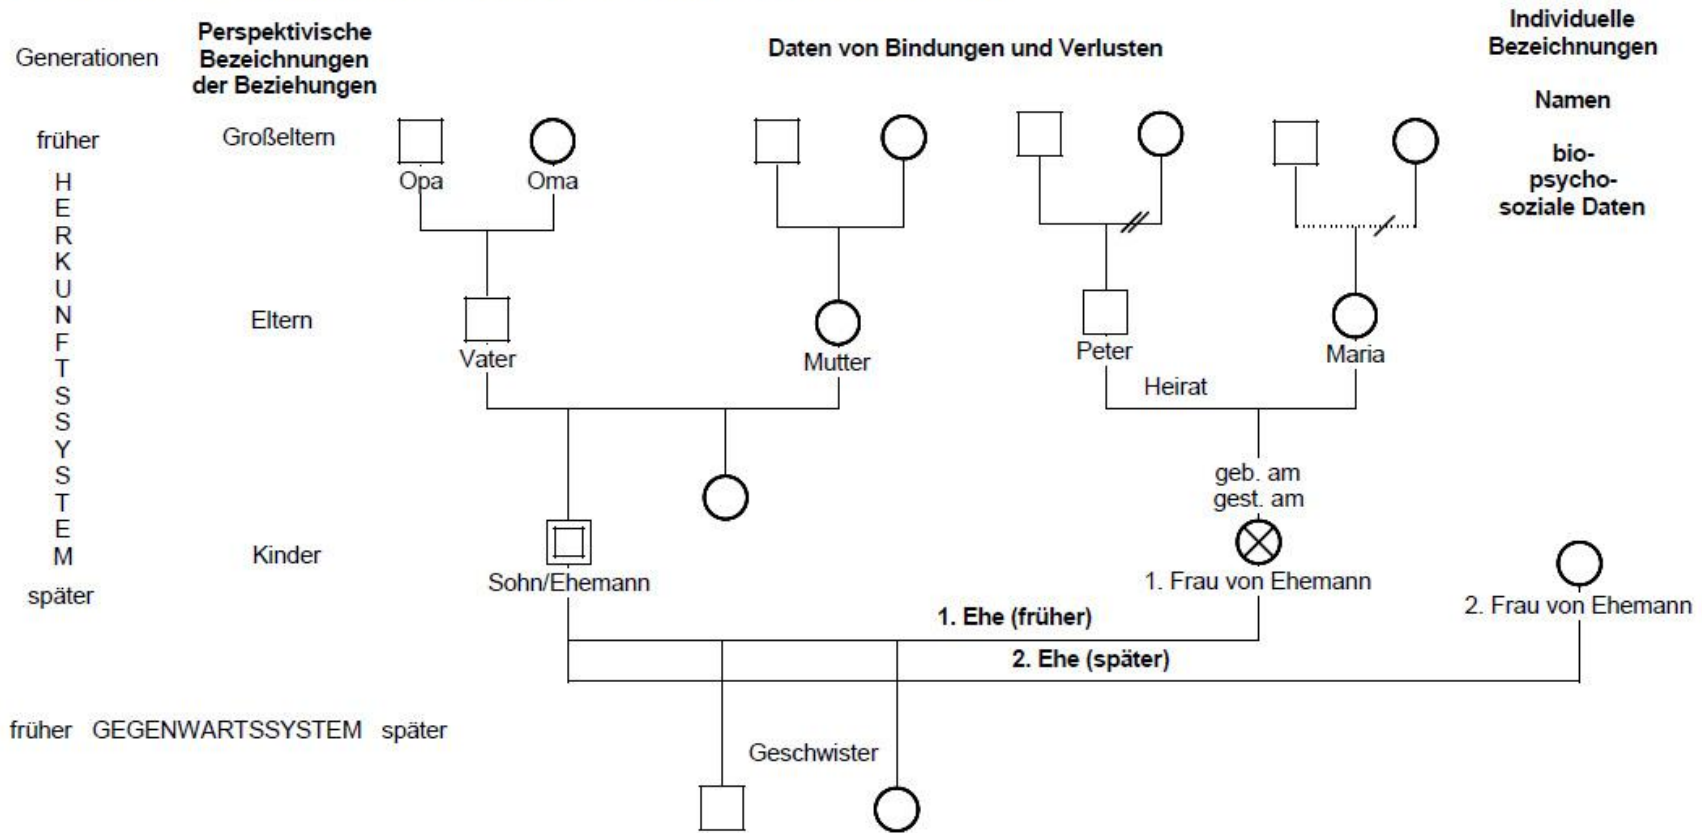 Generationen
Perspektivische
Bezeichnungen
der Beziehungen
Daten von Bindungen und Verlusten
Individuelle
Bezeichnungen
Namen
bio-
psycho-
soziale Daten
früher
Großeltern
Opa
Oma
H
E
R
K
U
N
F
T
S
S
Y
S
T
E
M
Eltern
Vater
Mutter
Peter
Maria
Heirat
geb. am
gest. am
Kinder
Sohn/Ehemann
1. Frau von Ehemann
2. Frau von Ehemann
später
1. Ehe (früher)
2. Ehe (später)
früher GEGENWARTSSYSTEM später
Geschwister